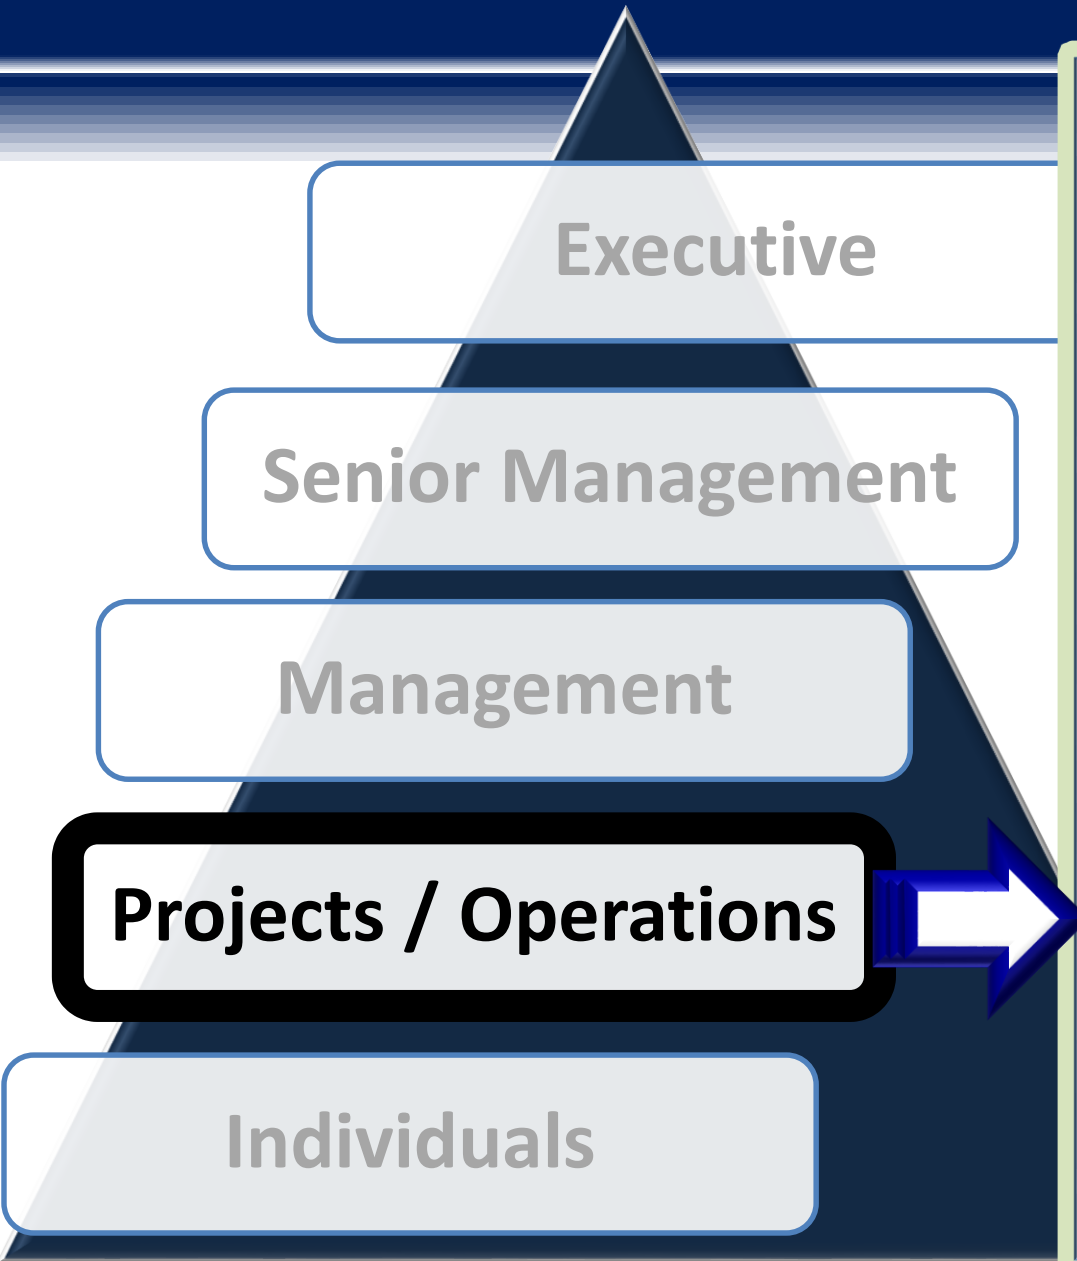 Executive
Senior Management
Management
Projects / Operations
Individuals